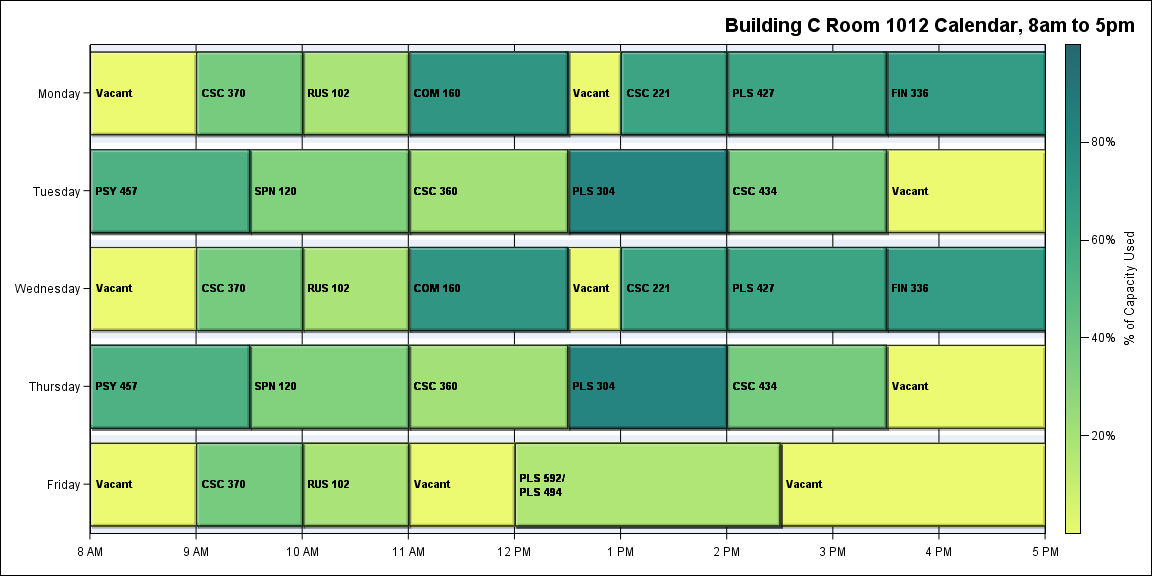 Building C Room 1012 Calendar, 8am to 5pm
Monday
Vacant
CSC 370
RUS 102
COM 160
Vacant
CSC 221
PLS 427
FIN 336
Tuesday
PSY 457
SPN 120
CSC 360
PLS 304
CSC 434
Vacant
Wednesday
Vacant
CSC 370
RUS 102
COM 160
Vacant
CSC 221
PLS 427
FIN 336
Thursday
PSY 457
SPN 120
CSC 360
PLS 304
CSC 434
Vacant
Friday
Vacant
CSC 370
RUS 102
Vacant
PLS 592/
PLS 494
Vacant
8 AM
9 AM
10 AM
11 AM
12 PM
1 PM
2 PM
3 PM
4 PM
5 PM
80%
60%
40%
20%
% of Capacity Used